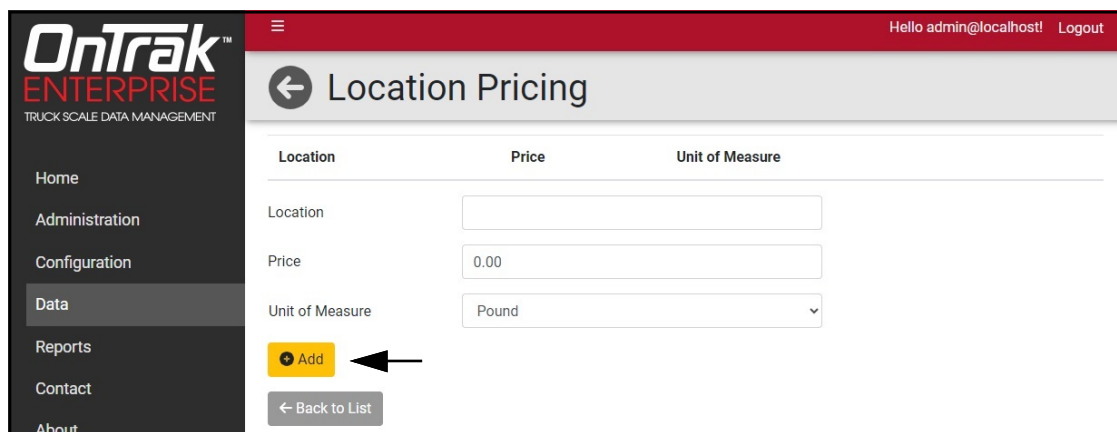 OnTrak™
ENTERPRISE
TRUCK SCALE DATA MANAGEMENT
Home
Administration
Configuration
Data
Reports
Contact
About
Hello admin@localhost! Logout
Location Pricing
Location Price Unit of Measure
Location
Price 0.00
Unit of Measure Pound
Add
← Back to List